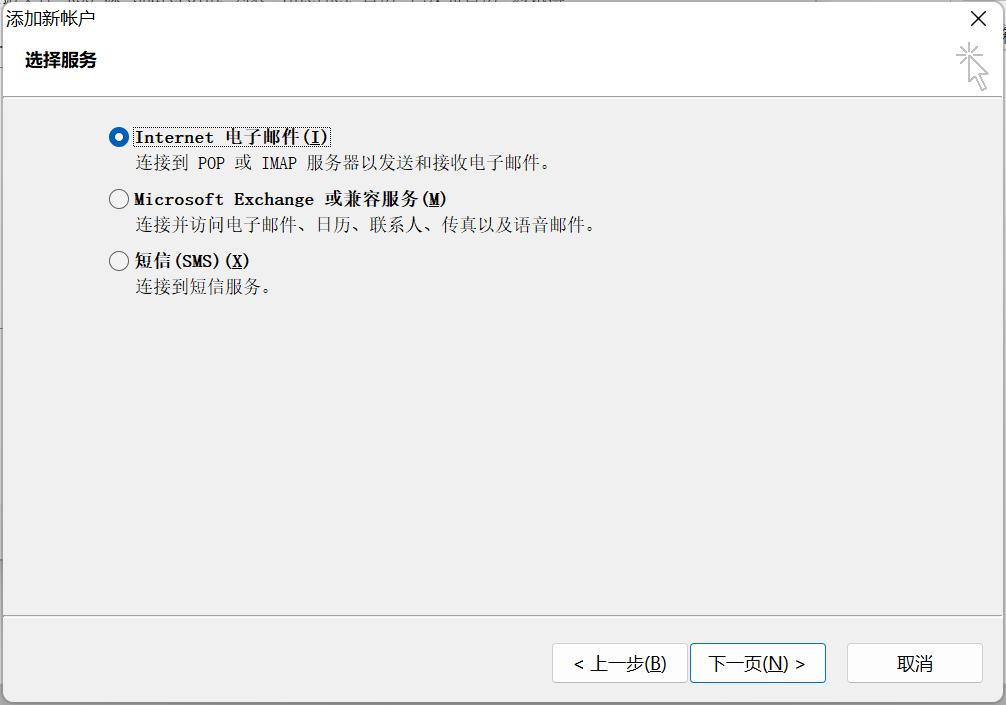 添加新帐户
选择服务
Internet 电子邮件(I)
连接到 POP 或 IMAP 服务器以发送和接收电子邮件。
Microsoft Exchange 或兼容服务(M)
连接并访问电子邮件、日历、联系人、传真以及语音邮件。
短信(SMS)(X)
连接到短信服务。
< 上一步(B)
下一页(N) >
取消